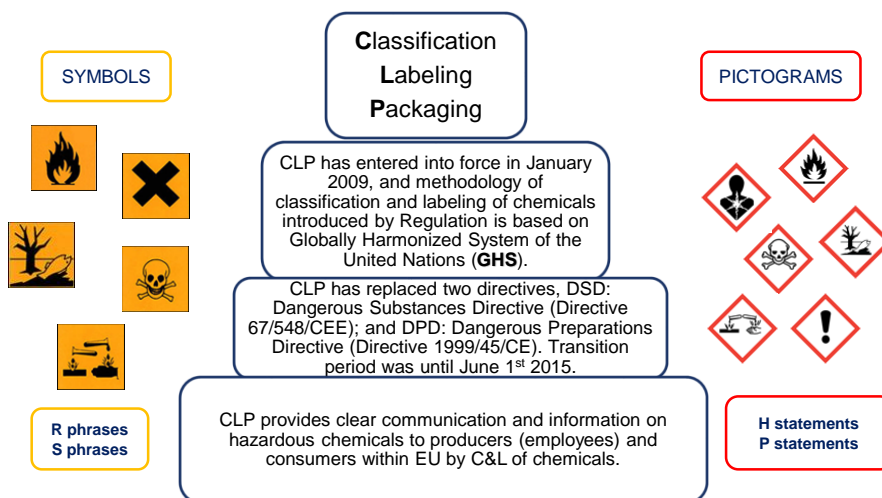 Classification
Labeling
Packaging
SYMBOLS
PICTOGRAMS
CLP has entered into force in January
2009, and methodology of
classification and labeling of chemicals
introduced by Regulation is based on
Globally Harmonized System of the
United Nations (GHS).
CLP has replaced two directives, DSD:
Dangerous Substances Directive (Directive
67/548/CEE); and DPD: Dangerous Preparations
Directive (Directive 1999/45/CE). Transition
period was until June 1st 2015.
CLP provides clear communication and information on
hazardous chemicals to producers (employees) and
consumers within EU by C&L of chemicals.
R phrases
S phrases
H statements
P statements